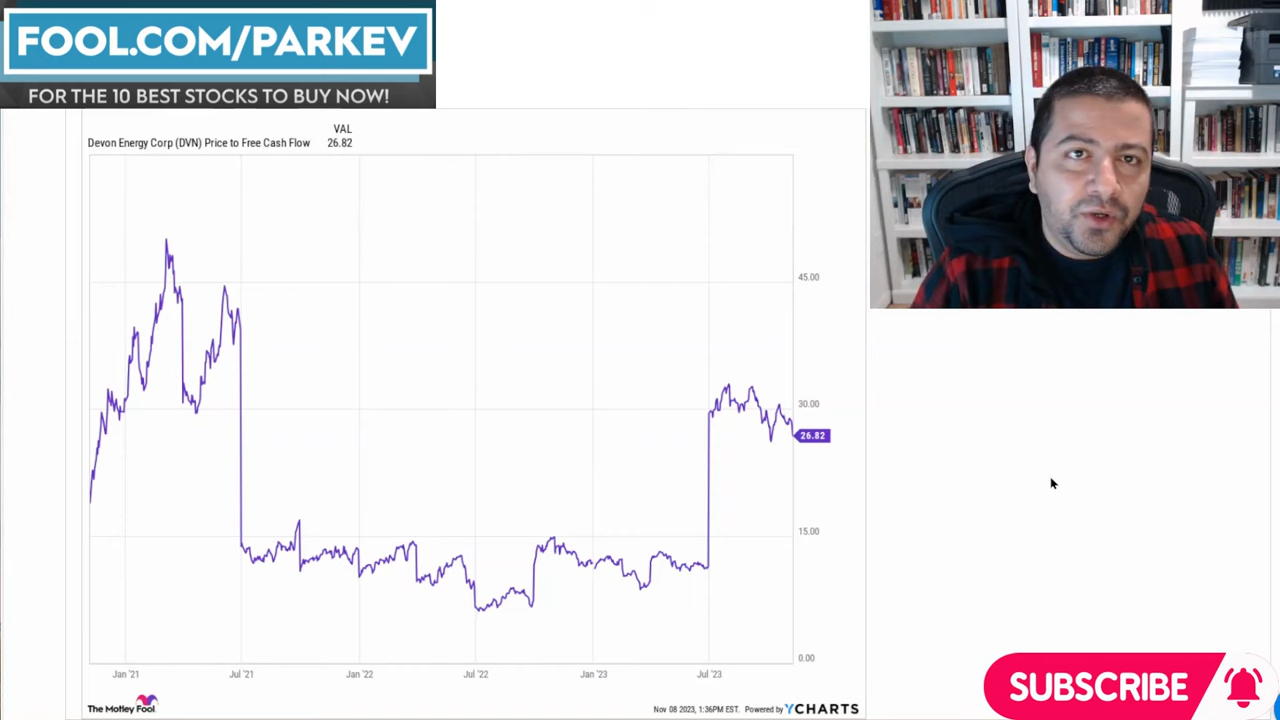 FOOL.COM/PARKEV
FOR THE 10 BEST STOCKS TO BUY NOW!
VAL
Devon Energy Corp (DVN) Price to Free Cash Flow 26.82
45.00
30.00
26.82
15.00
0.00
Jan '21 Jul '21 Jan '22 Jul '22 Jan '23 Jul '23
The Motley Fool
Nov 08 2023, 1:36PM EST. Powered by YCHARTS
SUBSCRIBE